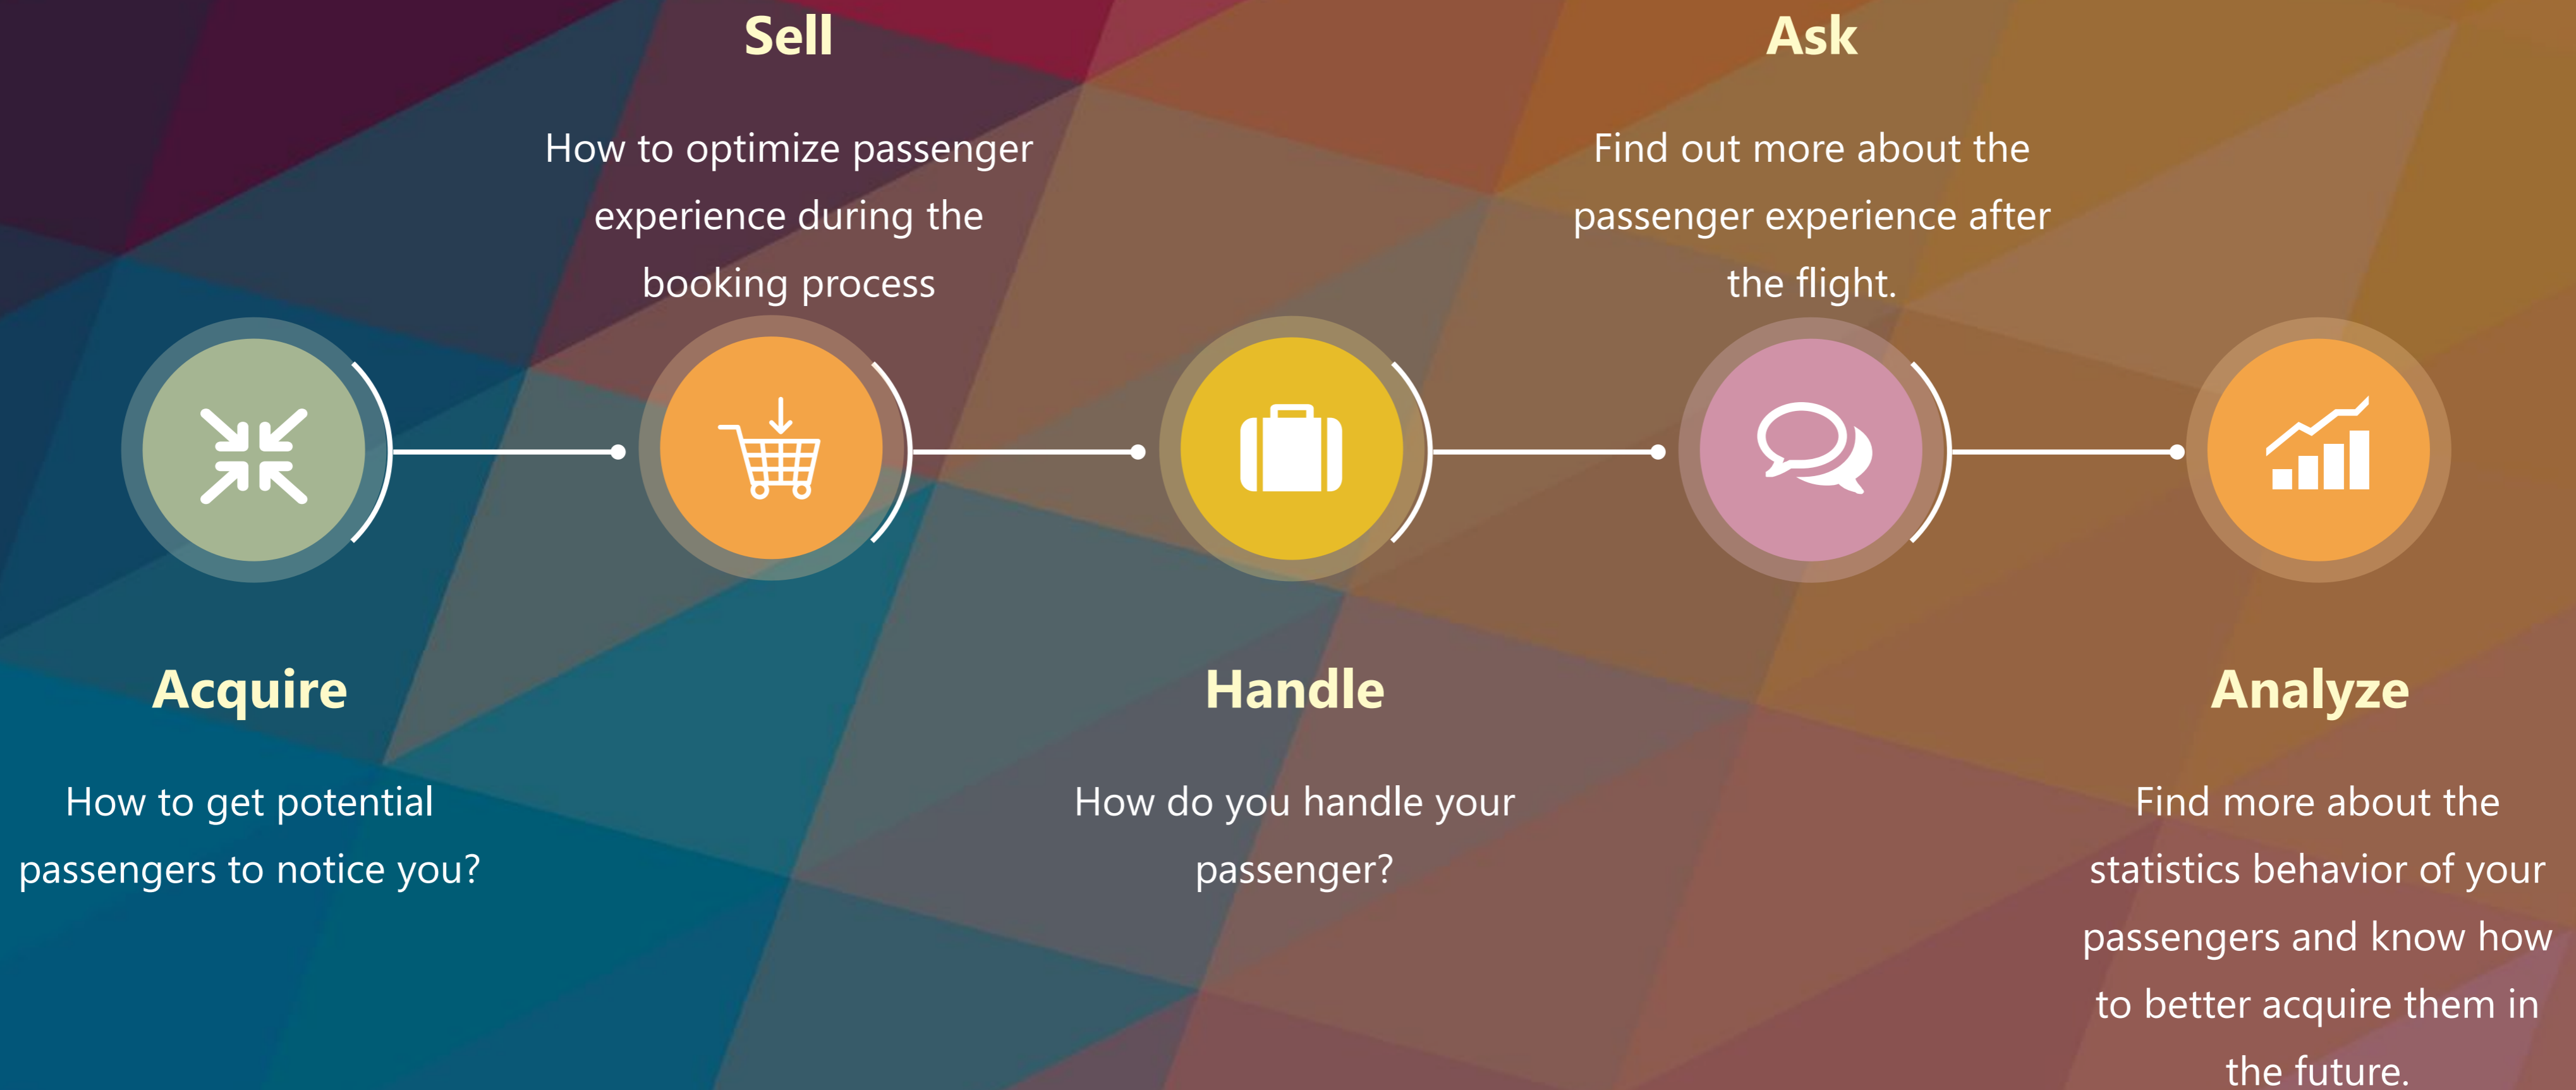 Sell
How to optimize passenger
experience during the
booking process
Ask
Find out more about the
passenger experience after
the flight.
Acquire
How to get potential
passengers to notice you?
Handle
How do you handle your
passenger?
Analyze
Find more about the
statistics behavior of your
passengers and know how
to better acquire them in
the future.